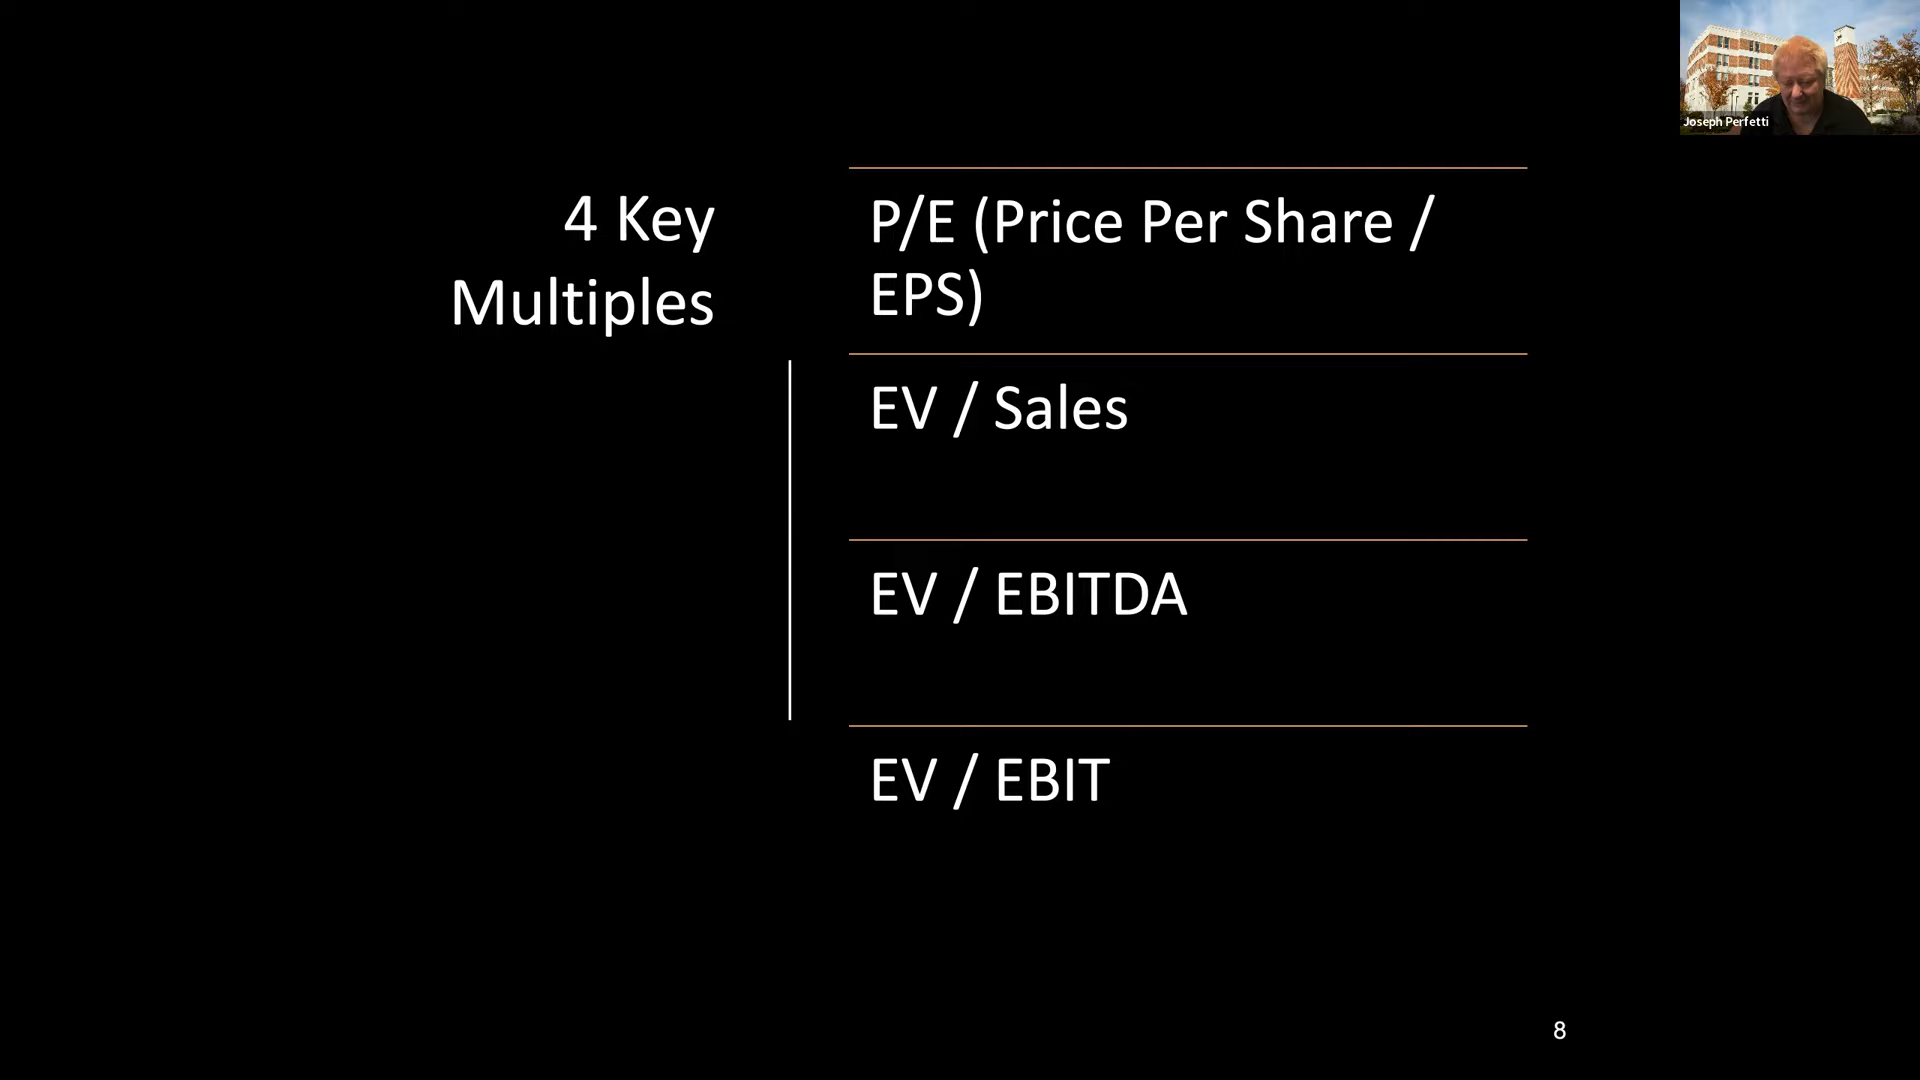 Joseph Perfetti
4 Key
Multiples
P/E (Price Per Share /
EPS)
EV / Sales
EV / EBITDA
EV / EBIT
8